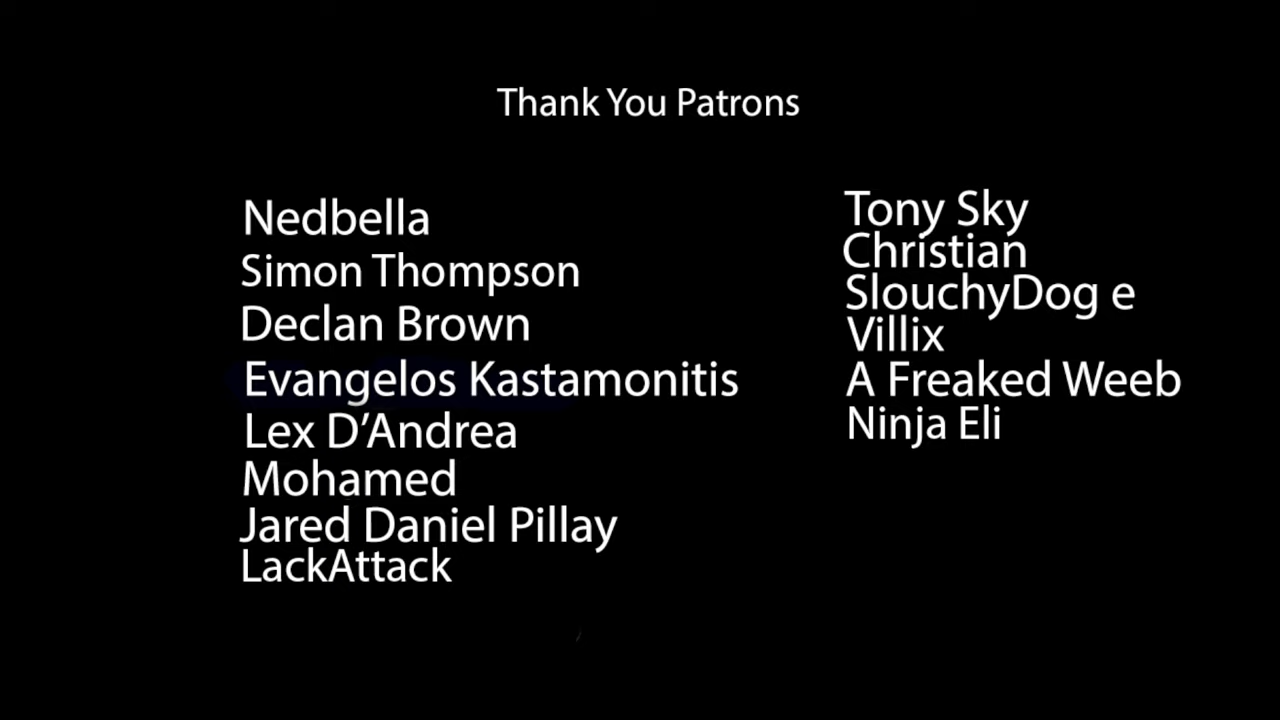 Thank You Patrons
Nedbella
Simon Thompson
Declan Brown
Evangelos Kastamonitis
Lex D’Andrea
Mohamed
Jared Daniel Pillay
LackAttack
Tony Sky
Christian
SlouchyDog e
Villix
A Freaked Weeb
Ninja Eli